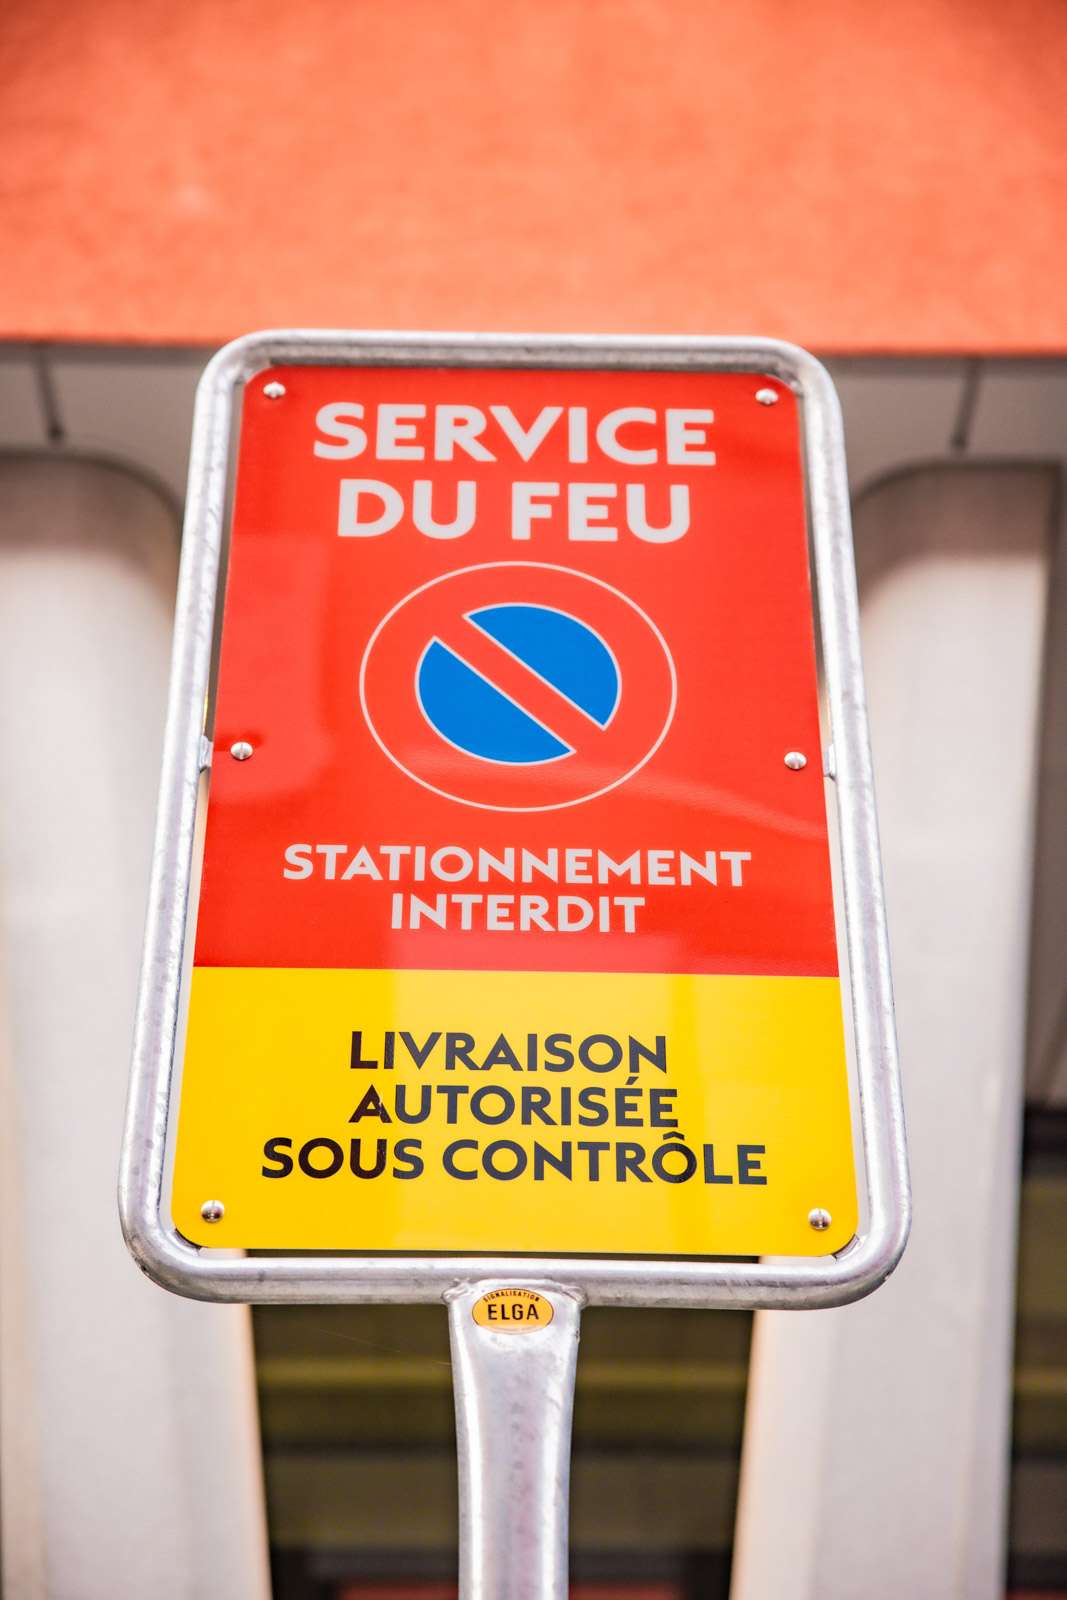 SERVICE
DU FEU
STATIONNEMENT
INTERDIT
LIVRAISON
AUTORISÉE
SOUS CONTRÔLE
SIGNALISATION
ELGA